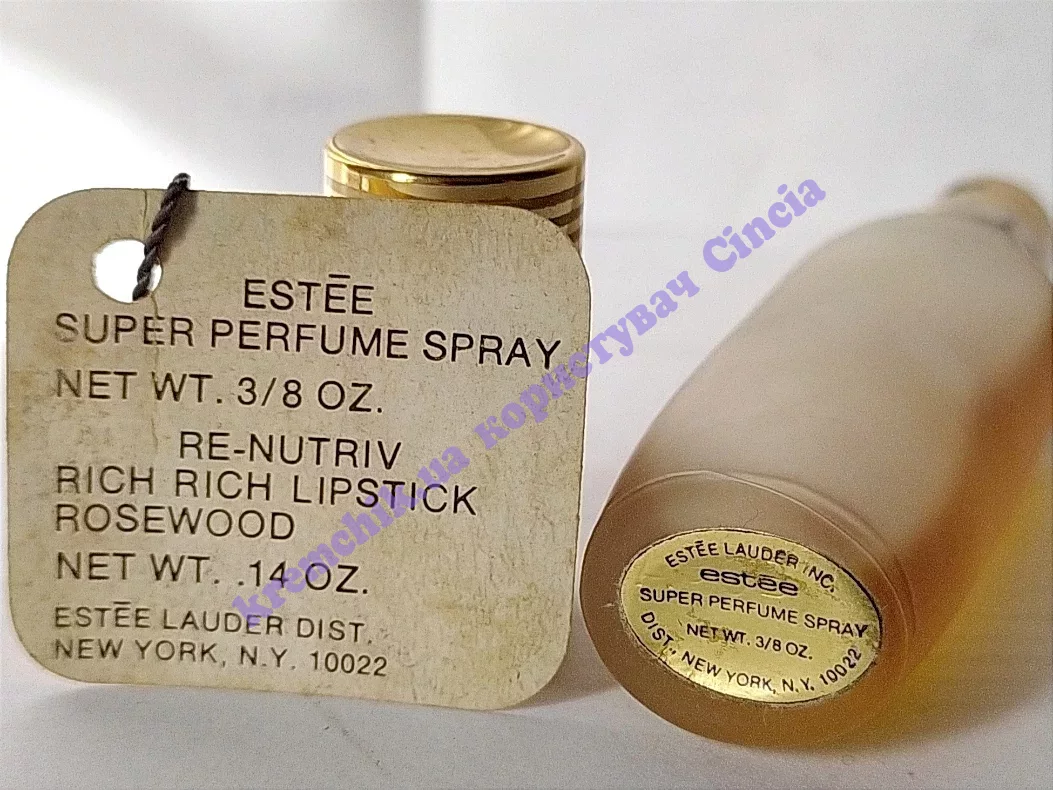 ESTĒE
SUPER PERFUME SPRAY
NET WT. 3/8 OZ.
RE-NUTRIV
RICH RICH LIPSTICK
ROSEWOOD
NET WT. .14 OZ.
ESTĒE LAUDER DIST.
NEW YORK, N.Y. 10022
ESTĒE LAUDER INC.
estēe
SUPER PERFUME SPRAY
NET WT. 3/8 OZ.
DIST., NEW YORK, N.Y. 10022
kremchik.ua користувач Cincia